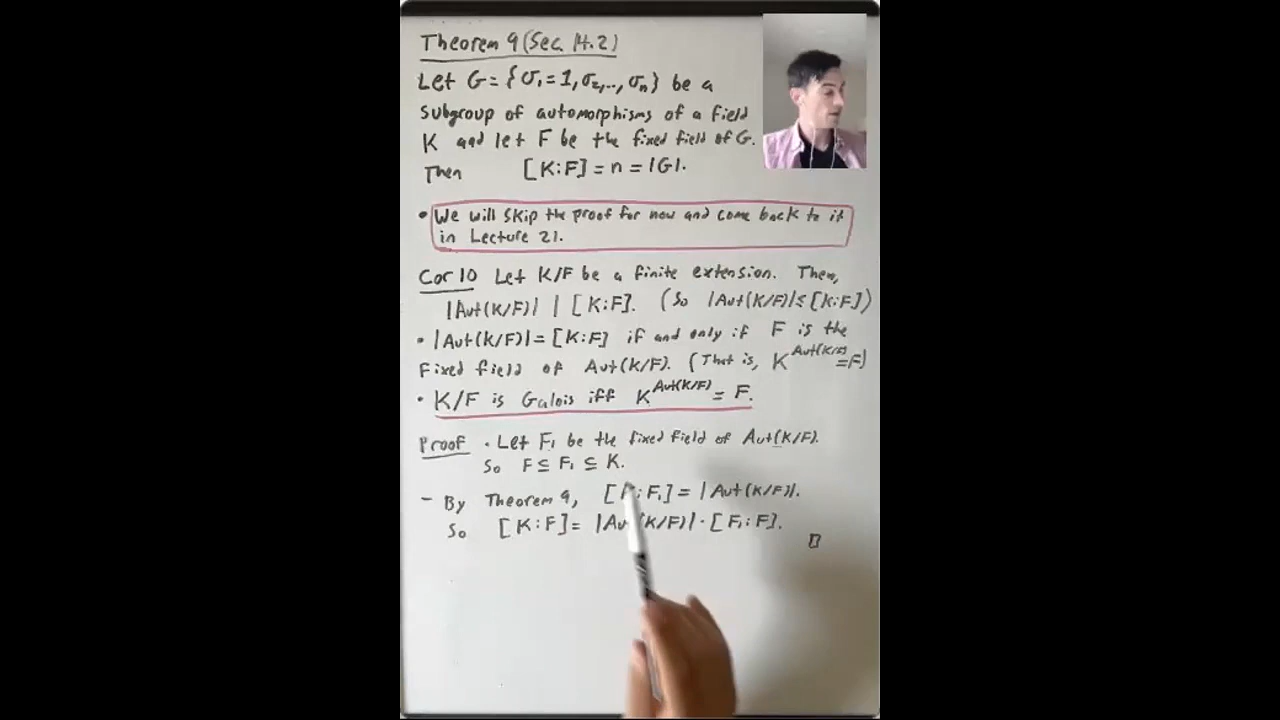 Theorem 9 (Sec. 14.2)
Let G = {σ₁ = 1, σ₂, .., σₙ} be a
subgroup of automorphisms of a field
K and let F be the fixed field of G.
Then [K:F] = n = |G|.
• We will skip the proof for now and come back to it
in Lecture 21.
Cor 10 Let K/F be a finite extension. Then,
|Aut(K/F)| | [K:F]. (So |Aut(K/F)| ≤ [K:F])
• |Aut(K/F)| = [K:F] if and only if F is the
fixed field of Aut(K/F). (That is, K^Aut(K/F) = F)
• K/F is Galois iff K^Aut(K/F) = F.
Proof • Let F₁ be the fixed field of Aut(K/F).
So F ⊆ F₁ ⊆ K.
- By Theorem 9, [K:F₁] = |Aut(K/F)|.
So [K:F] = |Aut(K/F)| · [F₁:F].
□